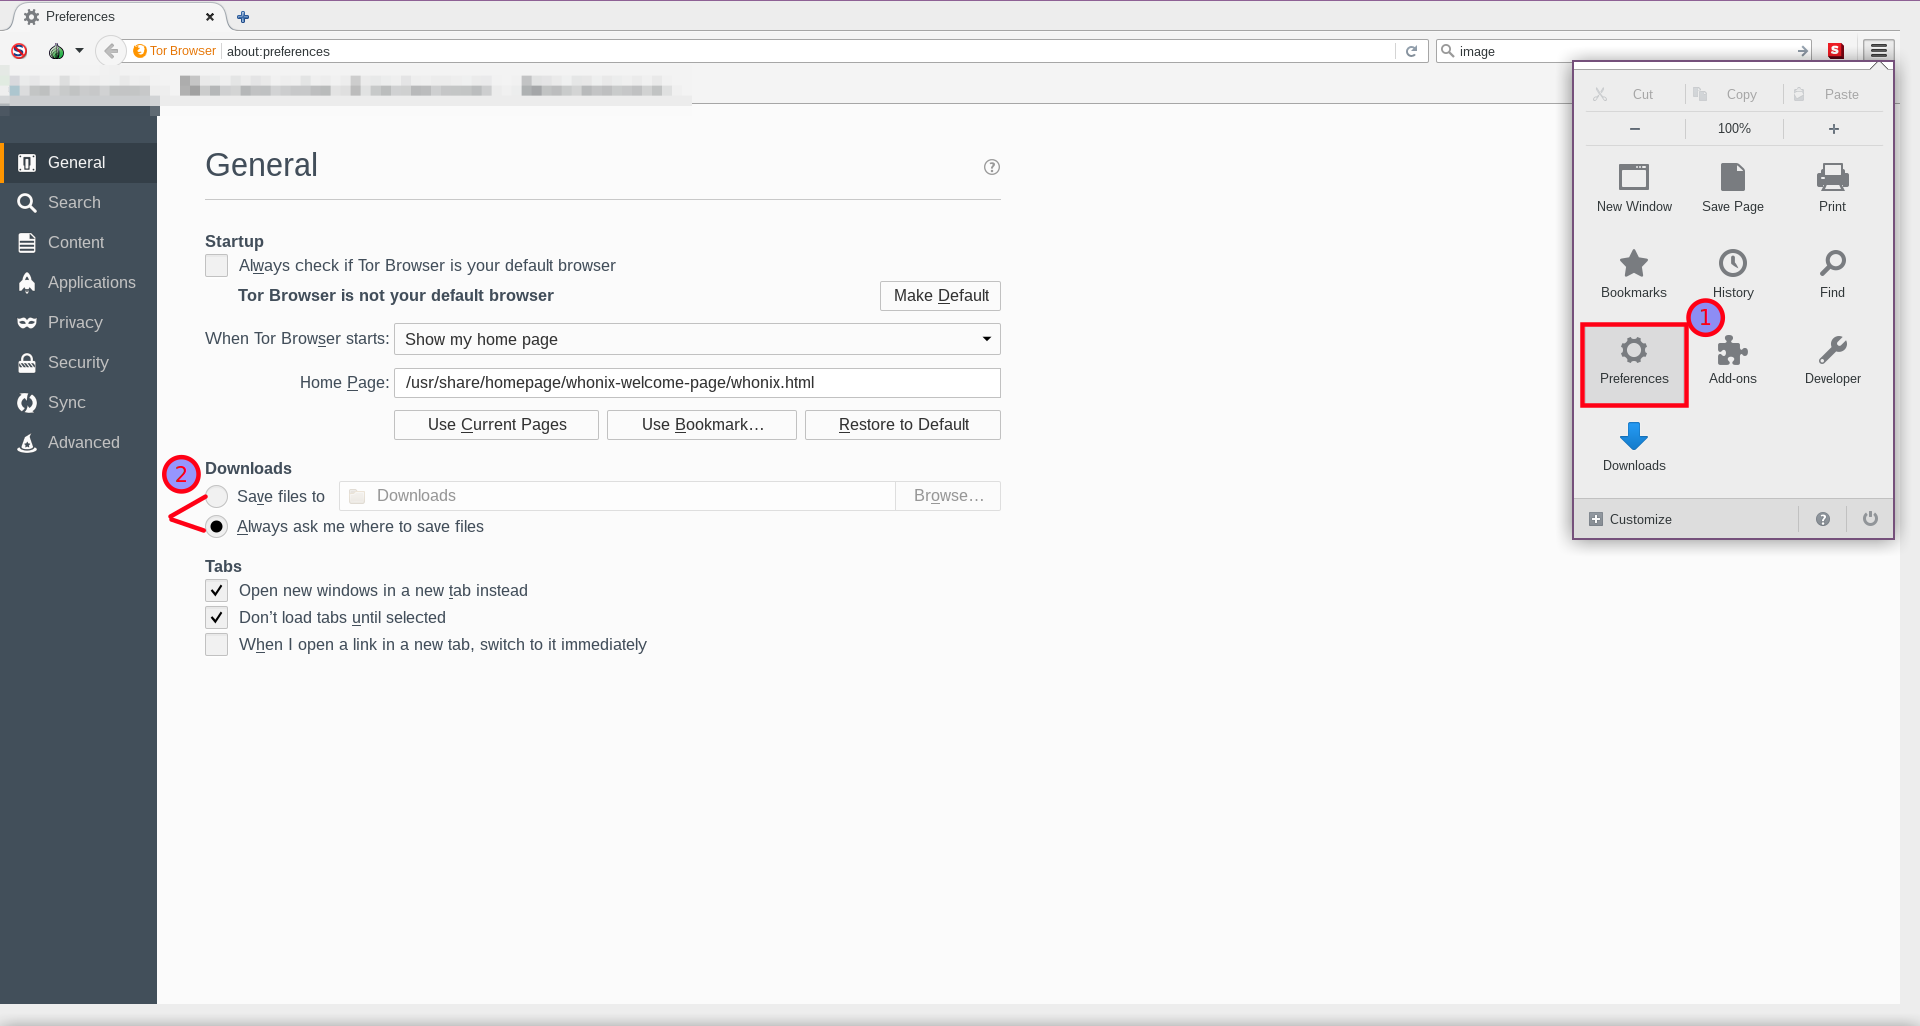 Preferences
Tor Browser about:preferences image
Cut Copy Paste
− 100% +
New Window Save Page Print
Bookmarks History Find
1
Preferences Add-ons Developer
Downloads
Customize
General
Search
Content
Applications
Privacy
Security
Sync
Advanced
General
Startup
Always check if Tor Browser is your default browser
Tor Browser is not your default browser Make Default
When Tor Browser starts: Show my home page
Home Page: /usr/share/homepage/whonix-welcome-page/whonix.html
Use Current Pages Use Bookmark… Restore to Default
2
Downloads
Save files to Downloads Browse…
Always ask me where to save files
Tabs
Open new windows in a new tab instead
Don’t load tabs until selected
When I open a link in a new tab, switch to it immediately